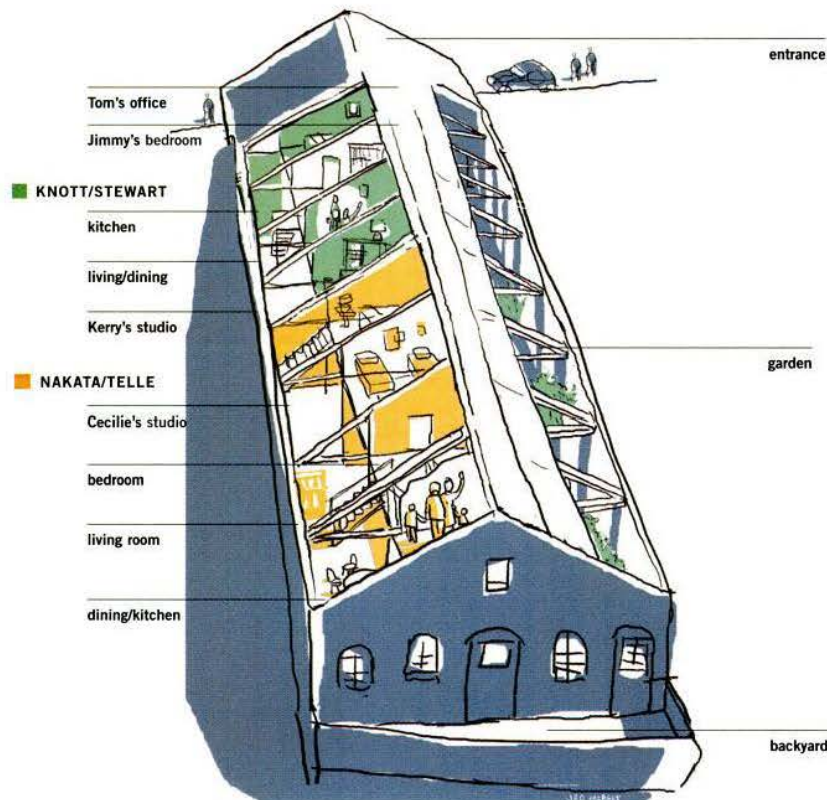 entrance
Tom's office
Jimmy's bedroom
KNOTT/STEWART
kitchen
living/dining
Kerry's studio
garden
NAKATA/TELLE
Cecilie's studio
bedroom
living room
dining/kitchen
backyard